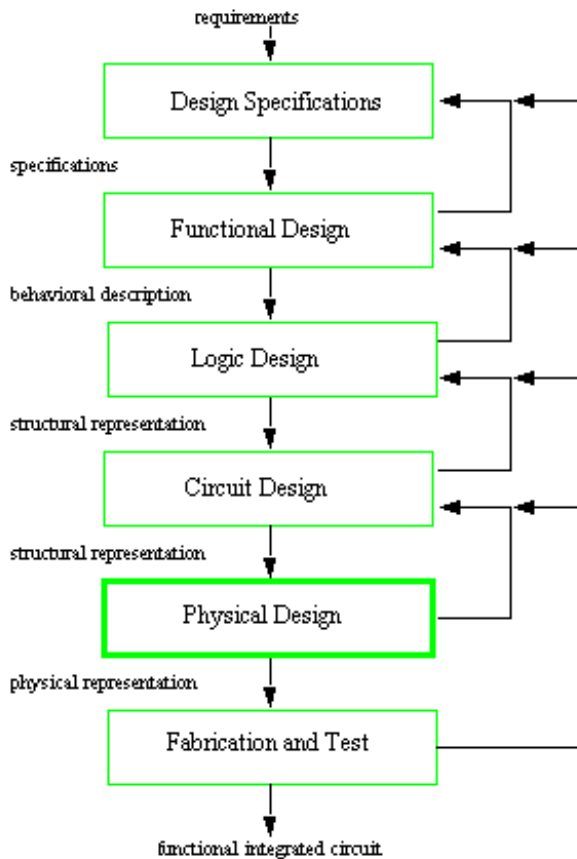 requirements
Design Specifications
specifications
Functional Design
behavioral description
Logic Design
structural representation
Circuit Design
structural representation
Physical Design
physical representation
Fabrication and Test
functional integrated circuit